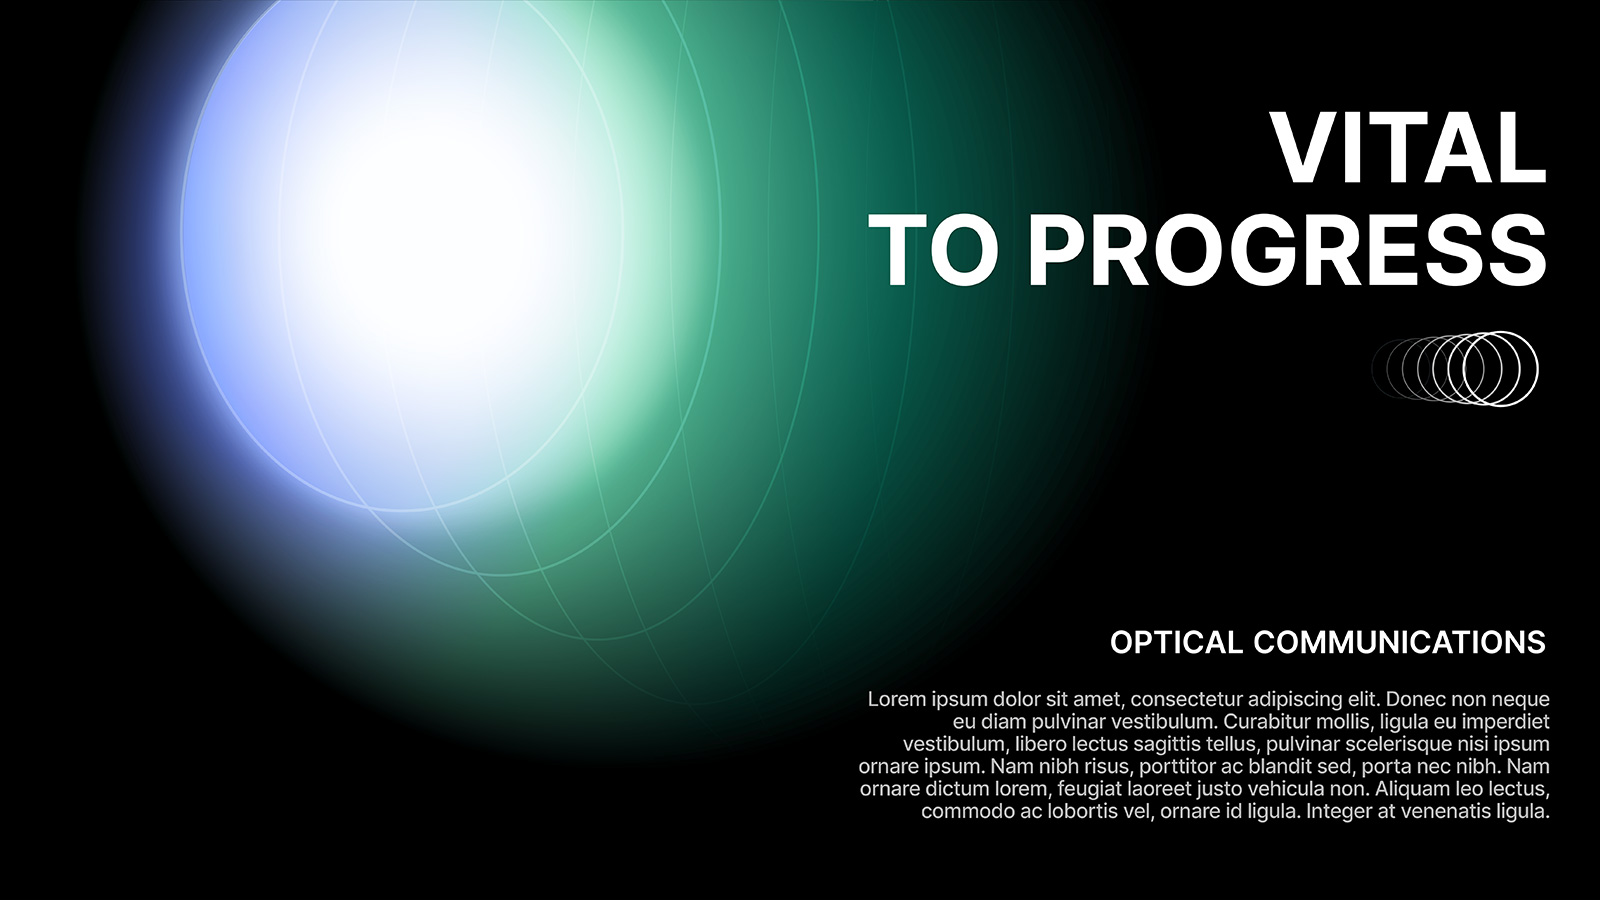 VITAL
TO PROGRESS
OPTICAL COMMUNICATIONS
Lorem ipsum dolor sit amet, consectetur adipiscing elit. Donec non neque
eu diam pulvinar vestibulum. Curabitur mollis, ligula eu imperdiet
vestibulum, libero lectus sagittis tellus, pulvinar scelerisque nisi ipsum
ornare ipsum. Nam nibh risus, porttitor ac blandit sed, porta nec nibh. Nam
ornare dictum lorem, feugiat laoreet justo vehicula non. Aliquam leo lectus,
commodo ac lobortis vel, ornare id ligula. Integer at venenatis ligula.